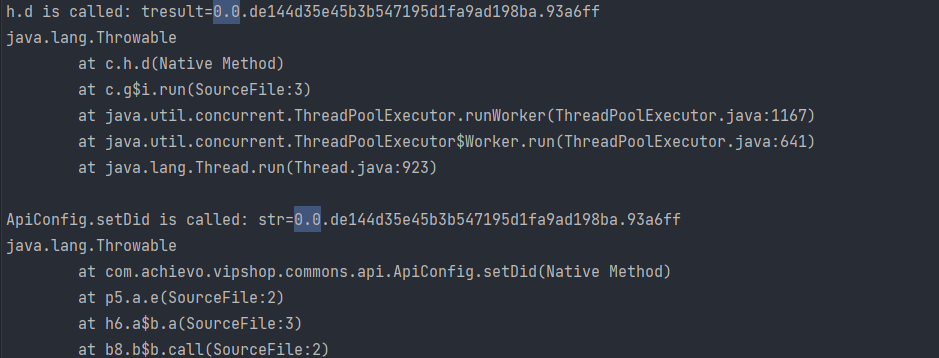 h.d is called: tresult=0.0.de144d35e45b3b547195d1fa9ad198ba.93a6ff
java.lang.Throwable
at c.h.d(Native Method)
at c.g$i.run(SourceFile:3)
at java.util.concurrent.ThreadPoolExecutor.runWorker(ThreadPoolExecutor.java:1167)
at java.util.concurrent.ThreadPoolExecutor$Worker.run(ThreadPoolExecutor.java:641)
at java.lang.Thread.run(Thread.java:923)
ApiConfig.setDid is called: str=0.0.de144d35e45b3b547195d1fa9ad198ba.93a6ff
java.lang.Throwable
at com.achievo.vipshop.commons.api.ApiConfig.setDid(Native Method)
at p5.a.e(SourceFile:2)
at h6.a$b.a(SourceFile:3)
at b8.b$b.call(SourceFile:2)